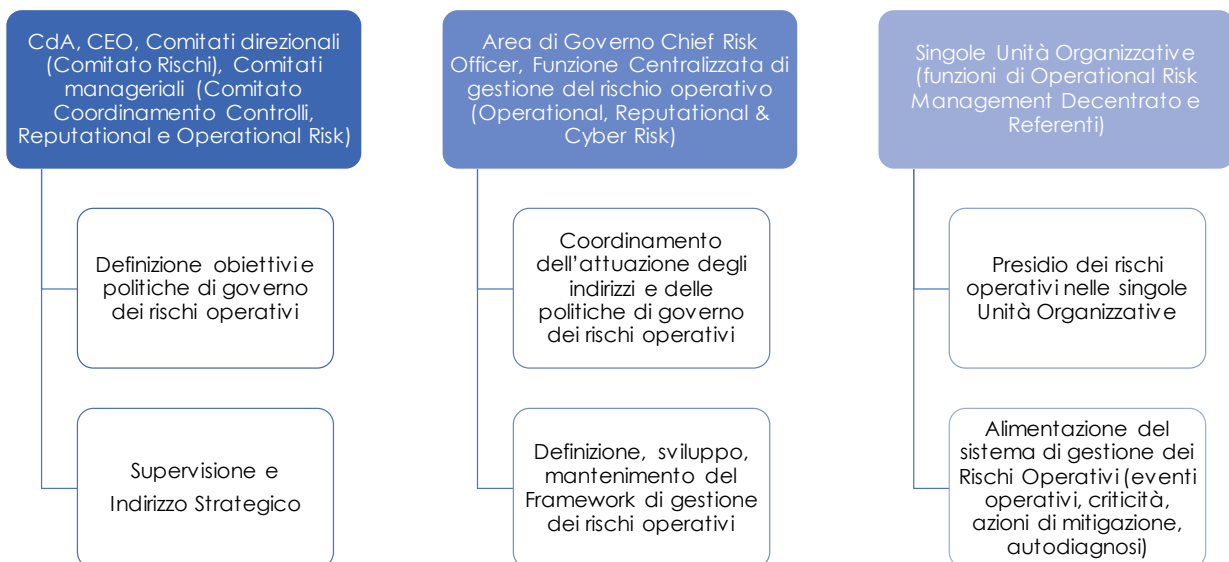 CdA, CEO, Comitati direzionali
(Comitato Rischi), Comitati
manageriali (Comitato
Coordinamento Controlli,
Reputational e Operational Risk)
Definizione obiettivi e
politiche di governo
dei rischi operativi
Supervisione e
Indirizzo Strategico
Area di Governo Chief Risk
Officer, Funzione Centralizzata di
gestione del rischio operativo
(Operational, Reputational &
Cyber Risk)
Coordinamento
dell'attuazione degli
indirizzi e delle
politiche di governo
dei rischi operativi
Definizione, sviluppo,
mantenimento del
Framework di gestione
dei rischi operativi
Singole Unità Organizzative
(funzioni di Operational Risk
Management Decentrato e
Referenti)
Presidio dei rischi
operativi nelle singole
Unità Organizzative
Alimentazione del
sistema di gestione dei
Rischi Operativi (eventi
operativi, criticità,
azioni di mitigazione,
autodiagnosi)